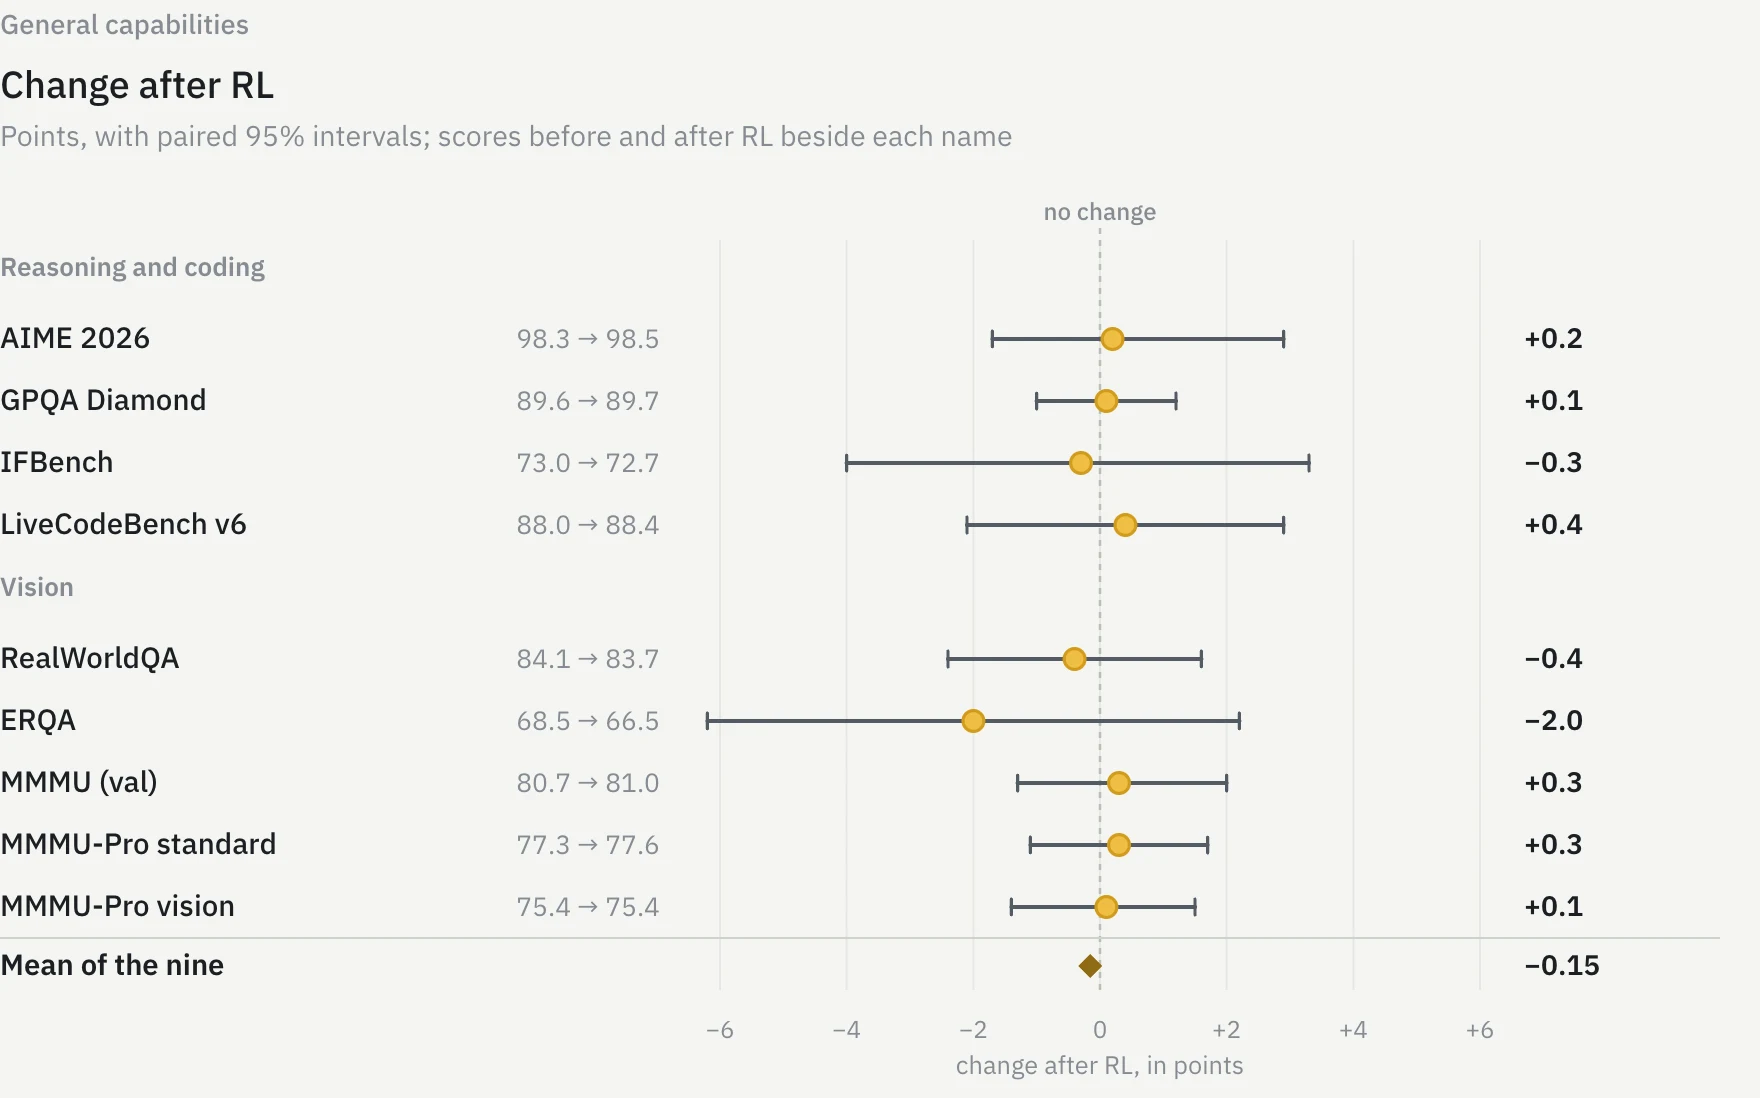 General capabilities
Change after RL
Points, with paired 95% intervals; scores before and after RL beside each name
no change
Reasoning and coding
AIME 2026 98.3 → 98.5 +0.2
GPQA Diamond 89.6 → 89.7 +0.1
IFBench 73.0 → 72.7 −0.3
LiveCodeBench v6 88.0 → 88.4 +0.4
Vision
RealWorldQA 84.1 → 83.7 −0.4
ERQA 68.5 → 66.5 −2.0
MMMU (val) 80.7 → 81.0 +0.3
MMMU-Pro standard 77.3 → 77.6 +0.3
MMMU-Pro vision 75.4 → 75.4 +0.1
Mean of the nine −0.15
−6 −4 −2 0 +2 +4 +6
change after RL, in points